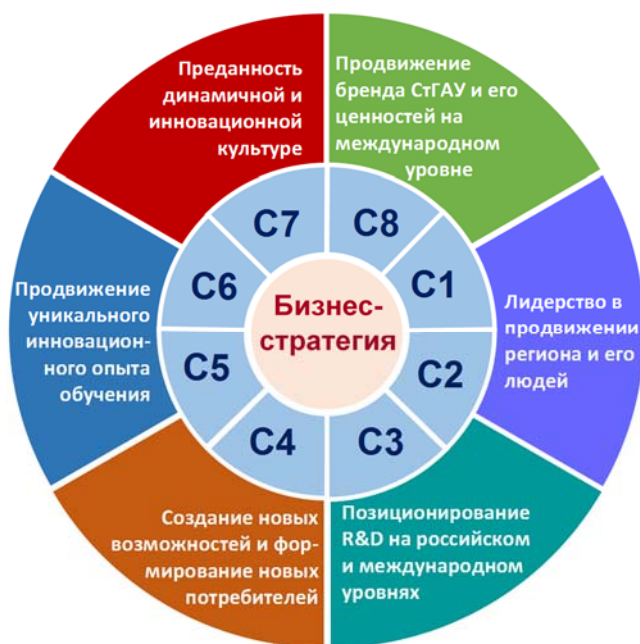 Преданность
динамичной и
инновационной
культуре
Продвижение
бренда СтГАУ и его
ценностей на
международном
уровне
Лидерство в
продвижении
региона и его
людей
Позиционирование
R&D на российском
и международном
уровнях
Создание новых
возможностей и фор-
мирование новых
потребителей
Продвижение
уникального
инновацион-
ного опыта
обучения
С7
С8
С6
С1
С5
С2
С4
С3
Бизнес-
стратегия